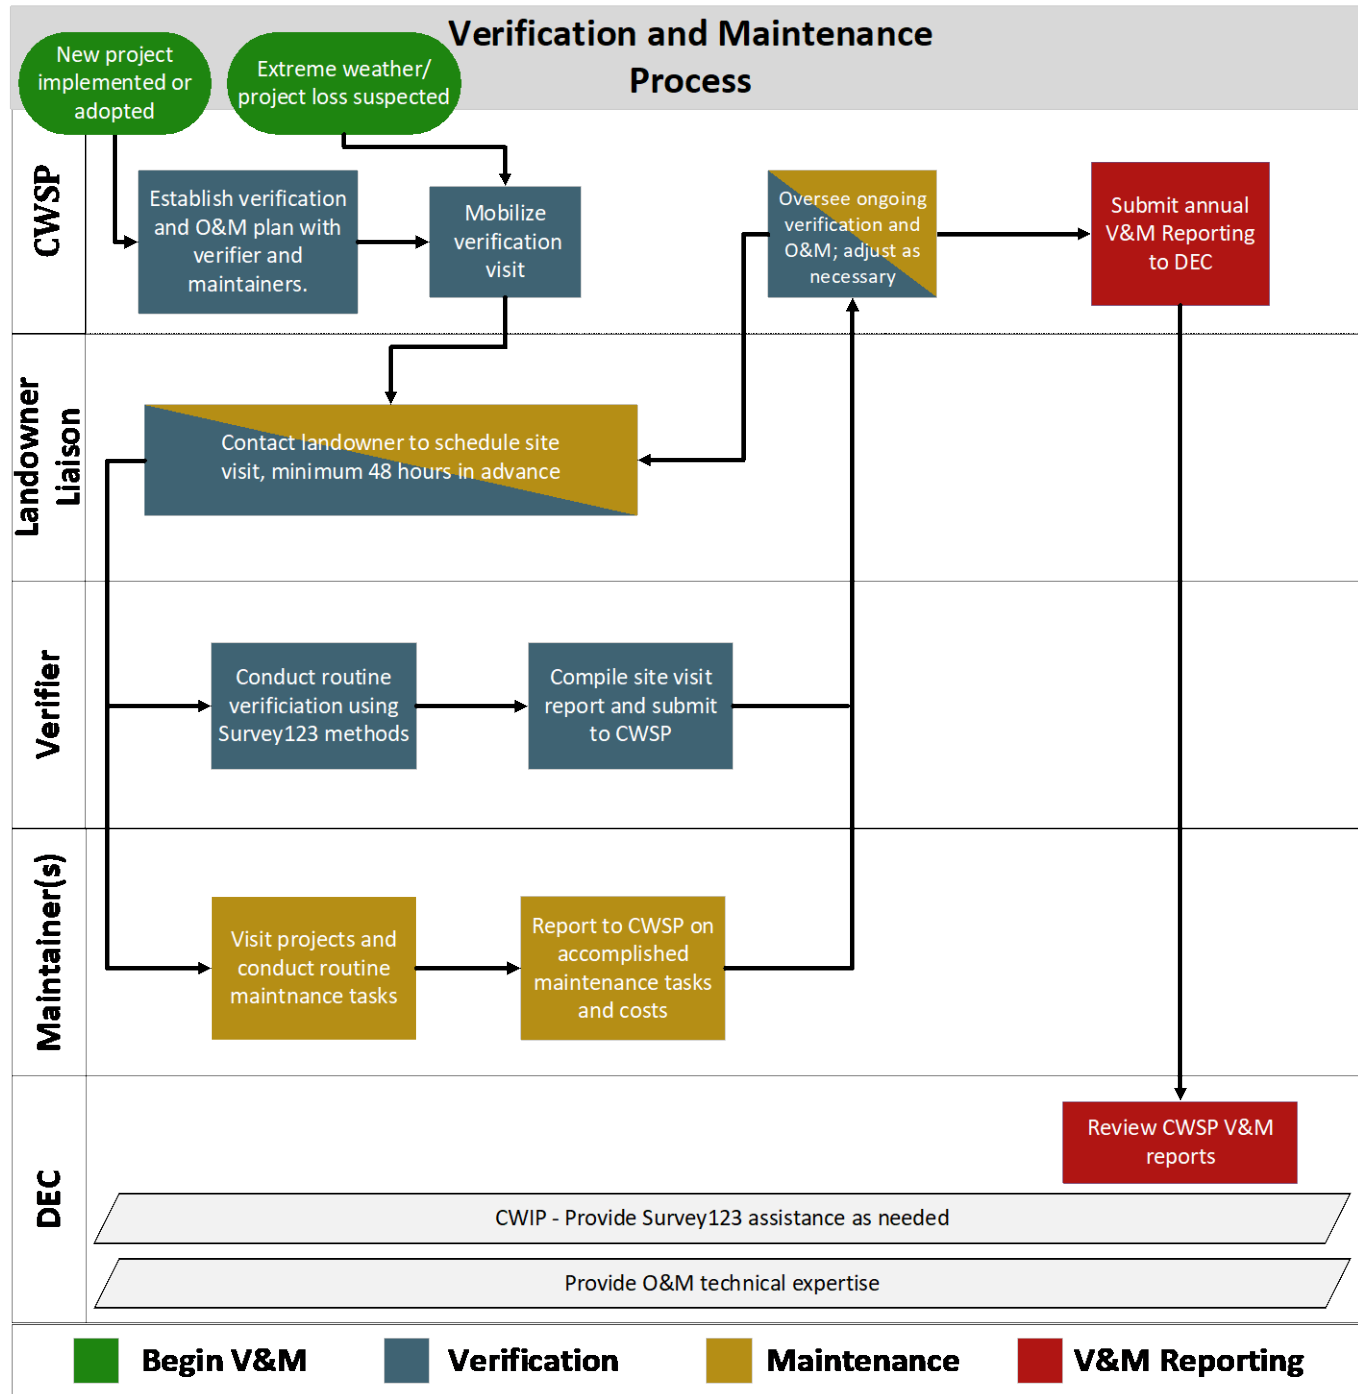 Verification and Maintenance
Process
New project
implemented or
adopted
Extreme weather/
project loss suspected
CWSP
Establish verification
and O&M plan with
verifier and
maintainers.
Mobilize
verification
visit
Oversee ongoing
verification and
O&M; adjust as
necessary
Submit annual
V&M Reporting
to DEC
Landowner
Liaison
Contact landowner to schedule site
visit, minimum 48 hours in advance
Verifier
Conduct routine
verificiation using
Survey123 methods
Compile site visit
report and submit
to CWSP
Maintainer(s)
Visit projects and
conduct routine
maintnance tasks
Report to CWSP on
accomplished
maintenance tasks
and costs
DEC
Review CWSP V&M
reports
CWIP - Provide Survey123 assistance as needed
Provide O&M technical expertise
Begin V&M
Verification
Maintenance
V&M Reporting